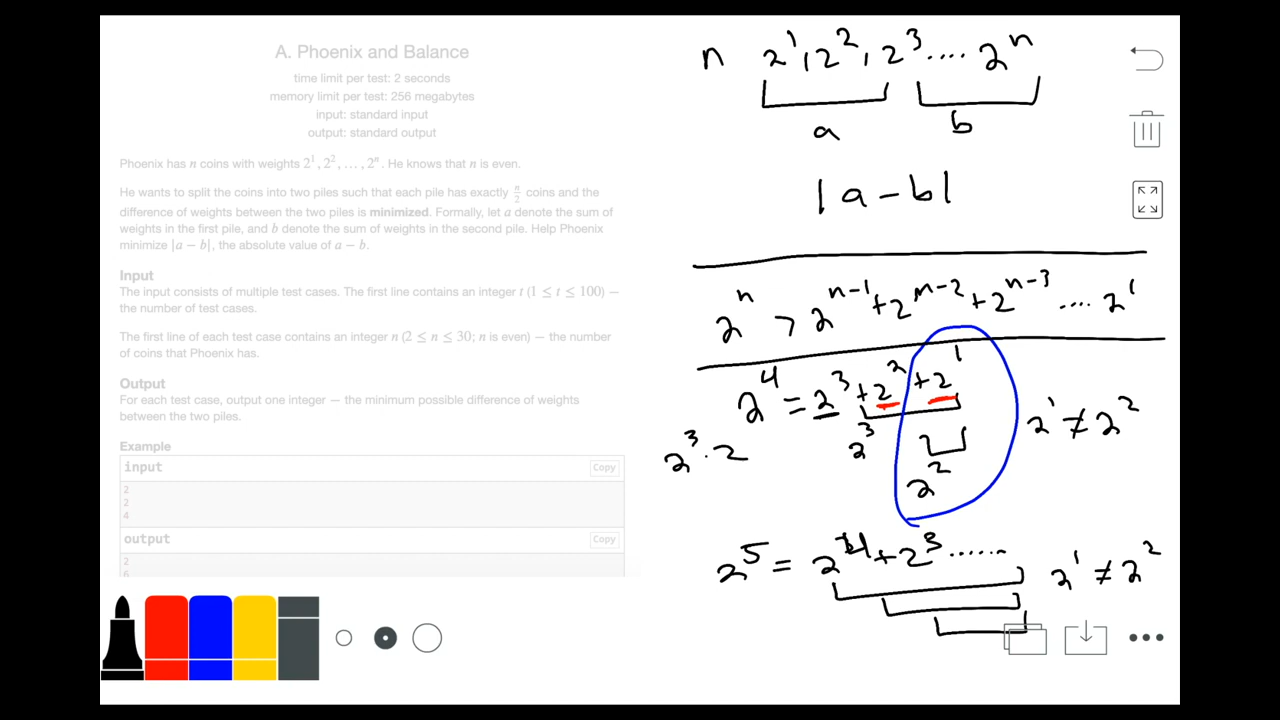 A. Phoenix and Balance
time limit per test: 2 seconds
memory limit per test: 256 megabytes
input: standard input
output: standard output
Phoenix has n coins with weights 2^1, 2^2, …, 2^n. He knows that n is even.
He wants to split the coins into two piles such that each pile has exactly n/2 coins and the
difference of weights between the two piles is minimized. Formally, let a denote the sum of
weights in the first pile, and b denote the sum of weights in the second pile. Help Phoenix
minimize |a − b|, the absolute value of a − b.
Input
The input consists of multiple test cases. The first line contains an integer t (1 ≤ t ≤ 100) —
the number of test cases.
The first line of each test case contains an integer n (2 ≤ n ≤ 30; n is even) — the number
of coins that Phoenix has.
Output
For each test case, output one integer — the minimum possible difference of weights
between the two piles.
Example
input
Copy
2
2
4
output
Copy
2
6
n 2^1, 2^2, 2^3 .... 2^n
a b
|a − b|
2^n > 2^n-1 + 2^n-2 + 2^n-3 .... 2^1
2^4 = 2^3 + 2^2 + 2^1
2^3 · 2 2^3 2^1 ≠ 2^2
2^2
2^5 = 2^4 + 2^3 ...... 2^1 ≠ 2^2